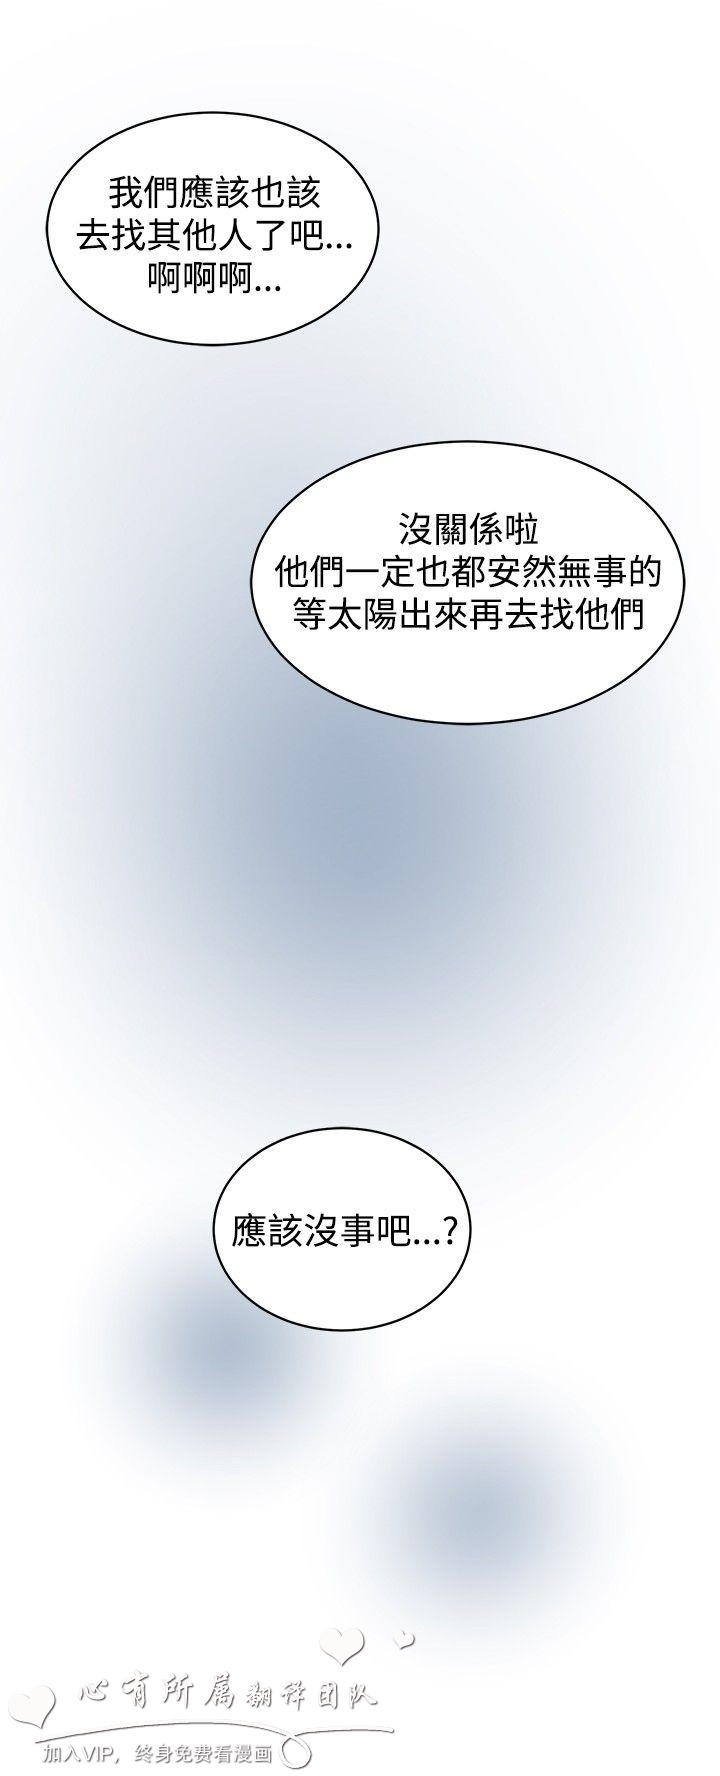 我們應該也該
去找其他人了吧...
啊啊啊...
沒關係啦
他們一定也都安然無事的
等太陽出來再去找他們
應該沒事吧...?
心有所属翻译团队
加入VIP，终身免费看漫画